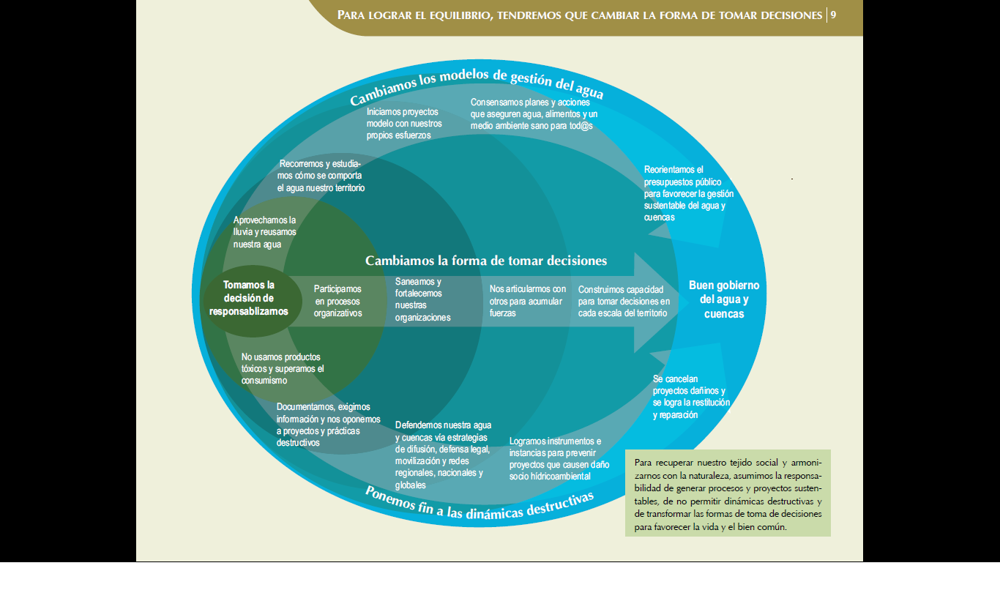 PARA LOGRAR EL EQUILIBRIO, TENDREMOS QUE CAMBIAR LA FORMA DE TOMAR DECISIONES | 9
Cambiamos los modelos de gestión del agua
Iniciamos proyectos
modelo con nuestros
propios esfuerzos
Consensamos planes y acciones
que aseguren agua, alimentos y un
medio ambiente sano para tod@s
Recorremos y estudia-
mos cómo se comporta
el agua nuestro territorio
Reorientamos el
presupuestos público
para favorecer la gestión
sustentable del agua y
cuencas
Aprovechamos la
lluvia y reusamos
nuestra agua
Cambiamos la forma de tomar decisiones
Tomamos la
decisión de
responsablizarnos
Participamos
en procesos
organizativos
Saneamos y
fortalecemos
nuestras
organizaciones
Nos articularmos con
otros para acumular
fuerzas
Construimos capacidad
para tomar decisiones en
cada escala del territorio
Buen gobierno
del agua y
cuencas
No usamos productos
tóxicos y superamos el
consumismo
Documentamos, exigimos
información y nos oponemos
a proyectos y prácticas
destructivos
Defendemos nuestra agua
y cuencas vía estrategias
de difusión, defensa legal,
movilización y redes
regionales, nacionales y
globales
Logramos instrumentos e
instancias para prevenir
proyectos que causen daño
socio hídricoambiental
Se cancelan
proyectos dañinos y
se logra la restitución
y reparación
Ponemos fin a las dinámicas destructivas
Para recuperar nuestro tejido social y armoni-
zarnos con la naturaleza, asumimos la responsa-
bilidad de generar procesos y proyectos susten-
tables, de no permitir dinámicas destructivas y
de transformar las formas de toma de decisiones
para favorecer la vida y el bien común.